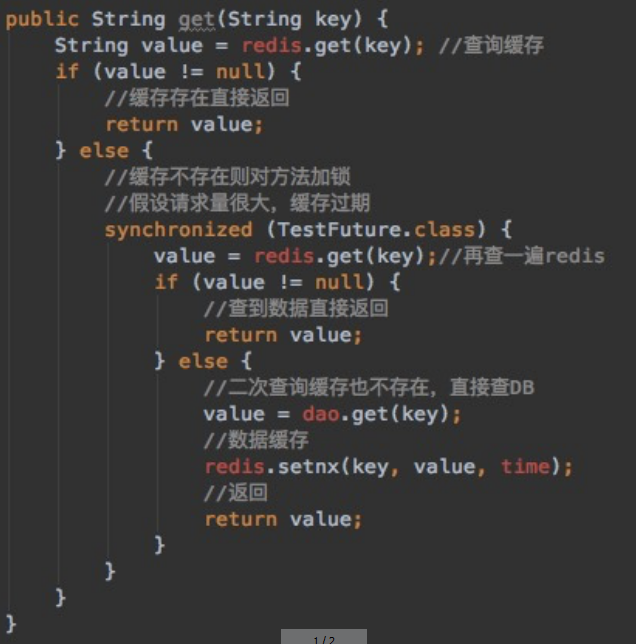 public String get(String key) {
String value = redis.get(key); //查询缓存
if (value != null) {
//缓存存在直接返回
return value;
} else {
//缓存不存在则对方法加锁
//假设请求量很大，缓存过期
synchronized (TestFuture.class) {
value = redis.get(key);//再查一遍redis
if (value != null) {
//查到数据直接返回
return value;
} else {
//二次查询缓存也不存在，直接查DB
value = dao.get(key);
//数据缓存
redis.setnx(key, value, time);
//返回
return value;
}
}
}
}
1/2